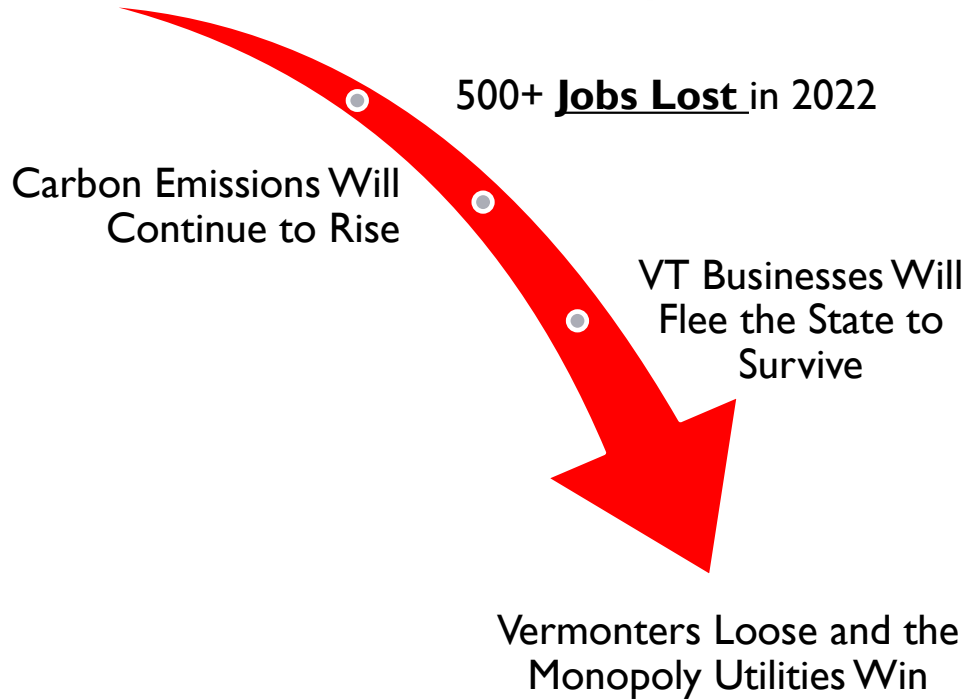 500+ Jobs Lost in 2022
Carbon Emissions Will
Continue to Rise
VT Businesses Will
Flee the State to
Survive
Vermonters Loose and the
Monopoly Utilities Win